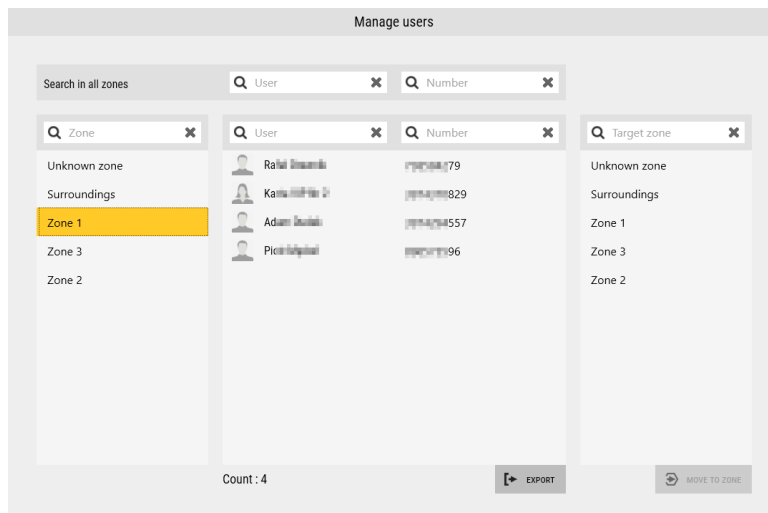 Manage users
Search in all zones User Number
Zone User Number Target zone
Unknown zone 79 Unknown zone
Surroundings 829 Surroundings
Zone 1 Adam 557 Zone 1
Zone 3 96 Zone 3
Zone 2 Zone 2
Count : 4 EXPORT MOVE TO ZONE